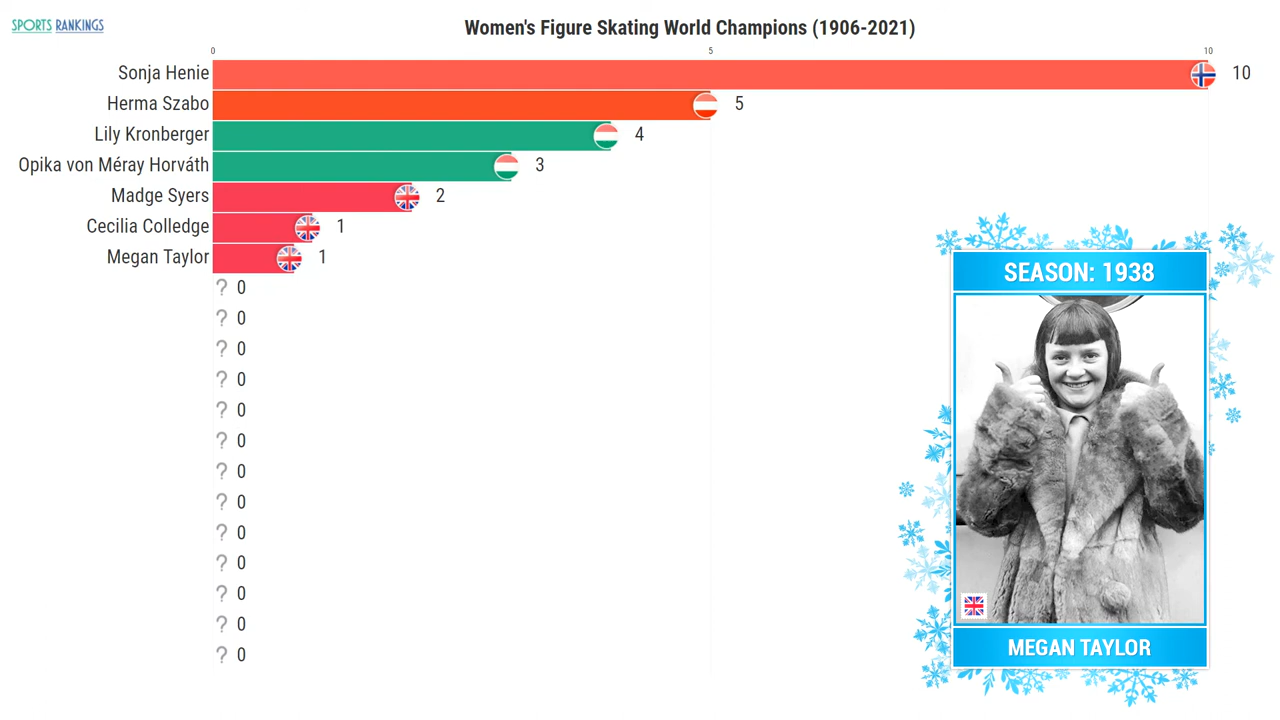 SPORTS RANKINGS
Women's Figure Skating World Champions (1906-2021)
0 5 10
Sonja Henie 10
Herma Szabo 5
Lily Kronberger 4
Opika von Méray Horváth 3
Madge Syers 2
Cecilia Colledge 1
Megan Taylor 1
? 0
? 0
? 0
? 0
? 0
? 0
? 0
? 0
? 0
? 0
? 0
? 0
? 0
SEASON: 1938
MEGAN TAYLOR